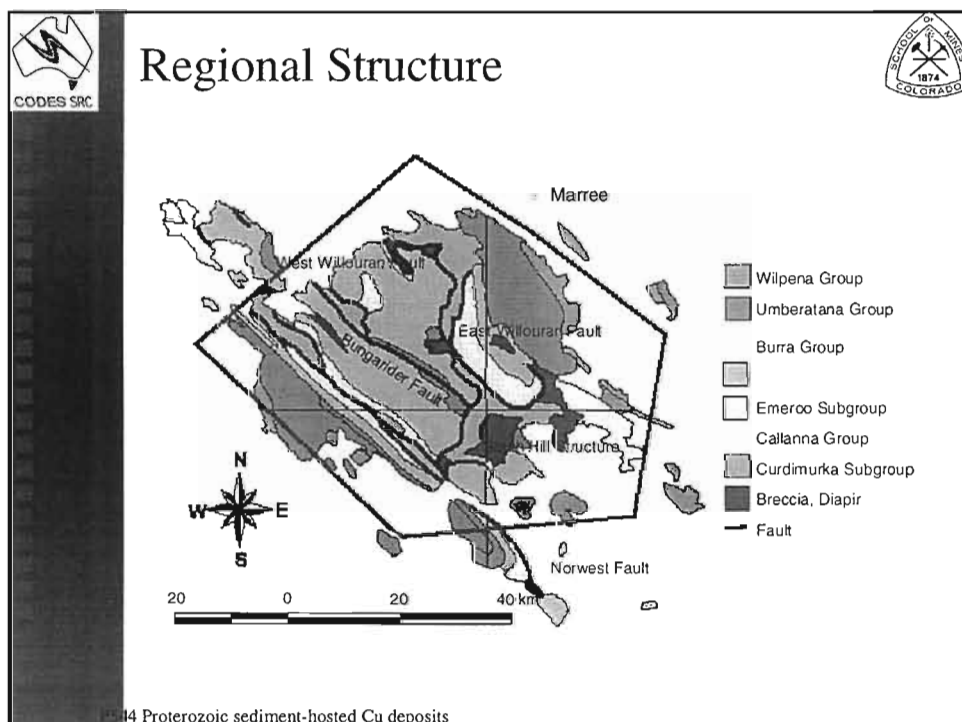 CODES SRC
Regional Structure
SCHOOL OF MINES
1874
COLORADO
Marree
West Willouran Fault
East Willouran Fault
Bungarider Fault
Hill Structure
Norwest Fault
N
W E
S
20 0 20 40 km
Wilpena Group
Umberatana Group
Burra Group
Emeroo Subgroup
Callanna Group
Curdimurka Subgroup
Breccia, Diapir
Fault
44 Proterozoic sediment-hosted Cu deposits